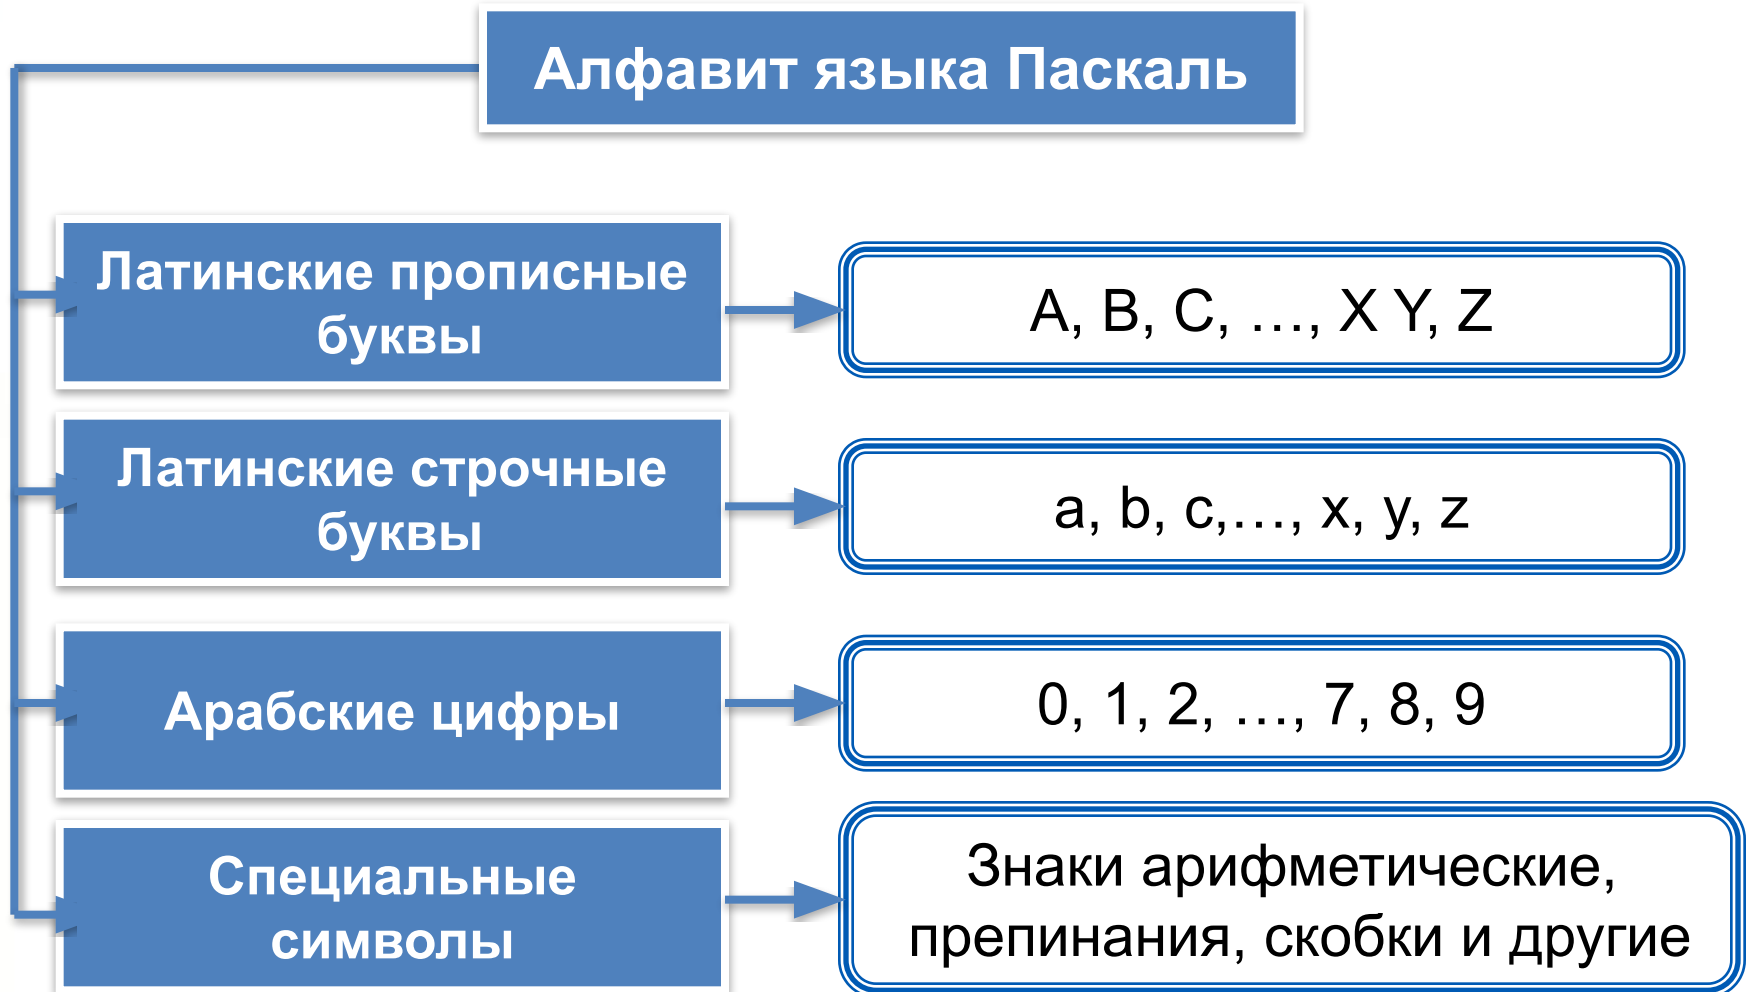 Алфавит языка Паскаль
Латинские прописные
буквы
A, B, C, …, X Y, Z
Латинские строчные
буквы
a, b, c,…, x, y, z
Арабские цифры
0, 1, 2, …, 7, 8, 9
Специальные
символы
Знаки арифметические,
препинания, скобки и другие